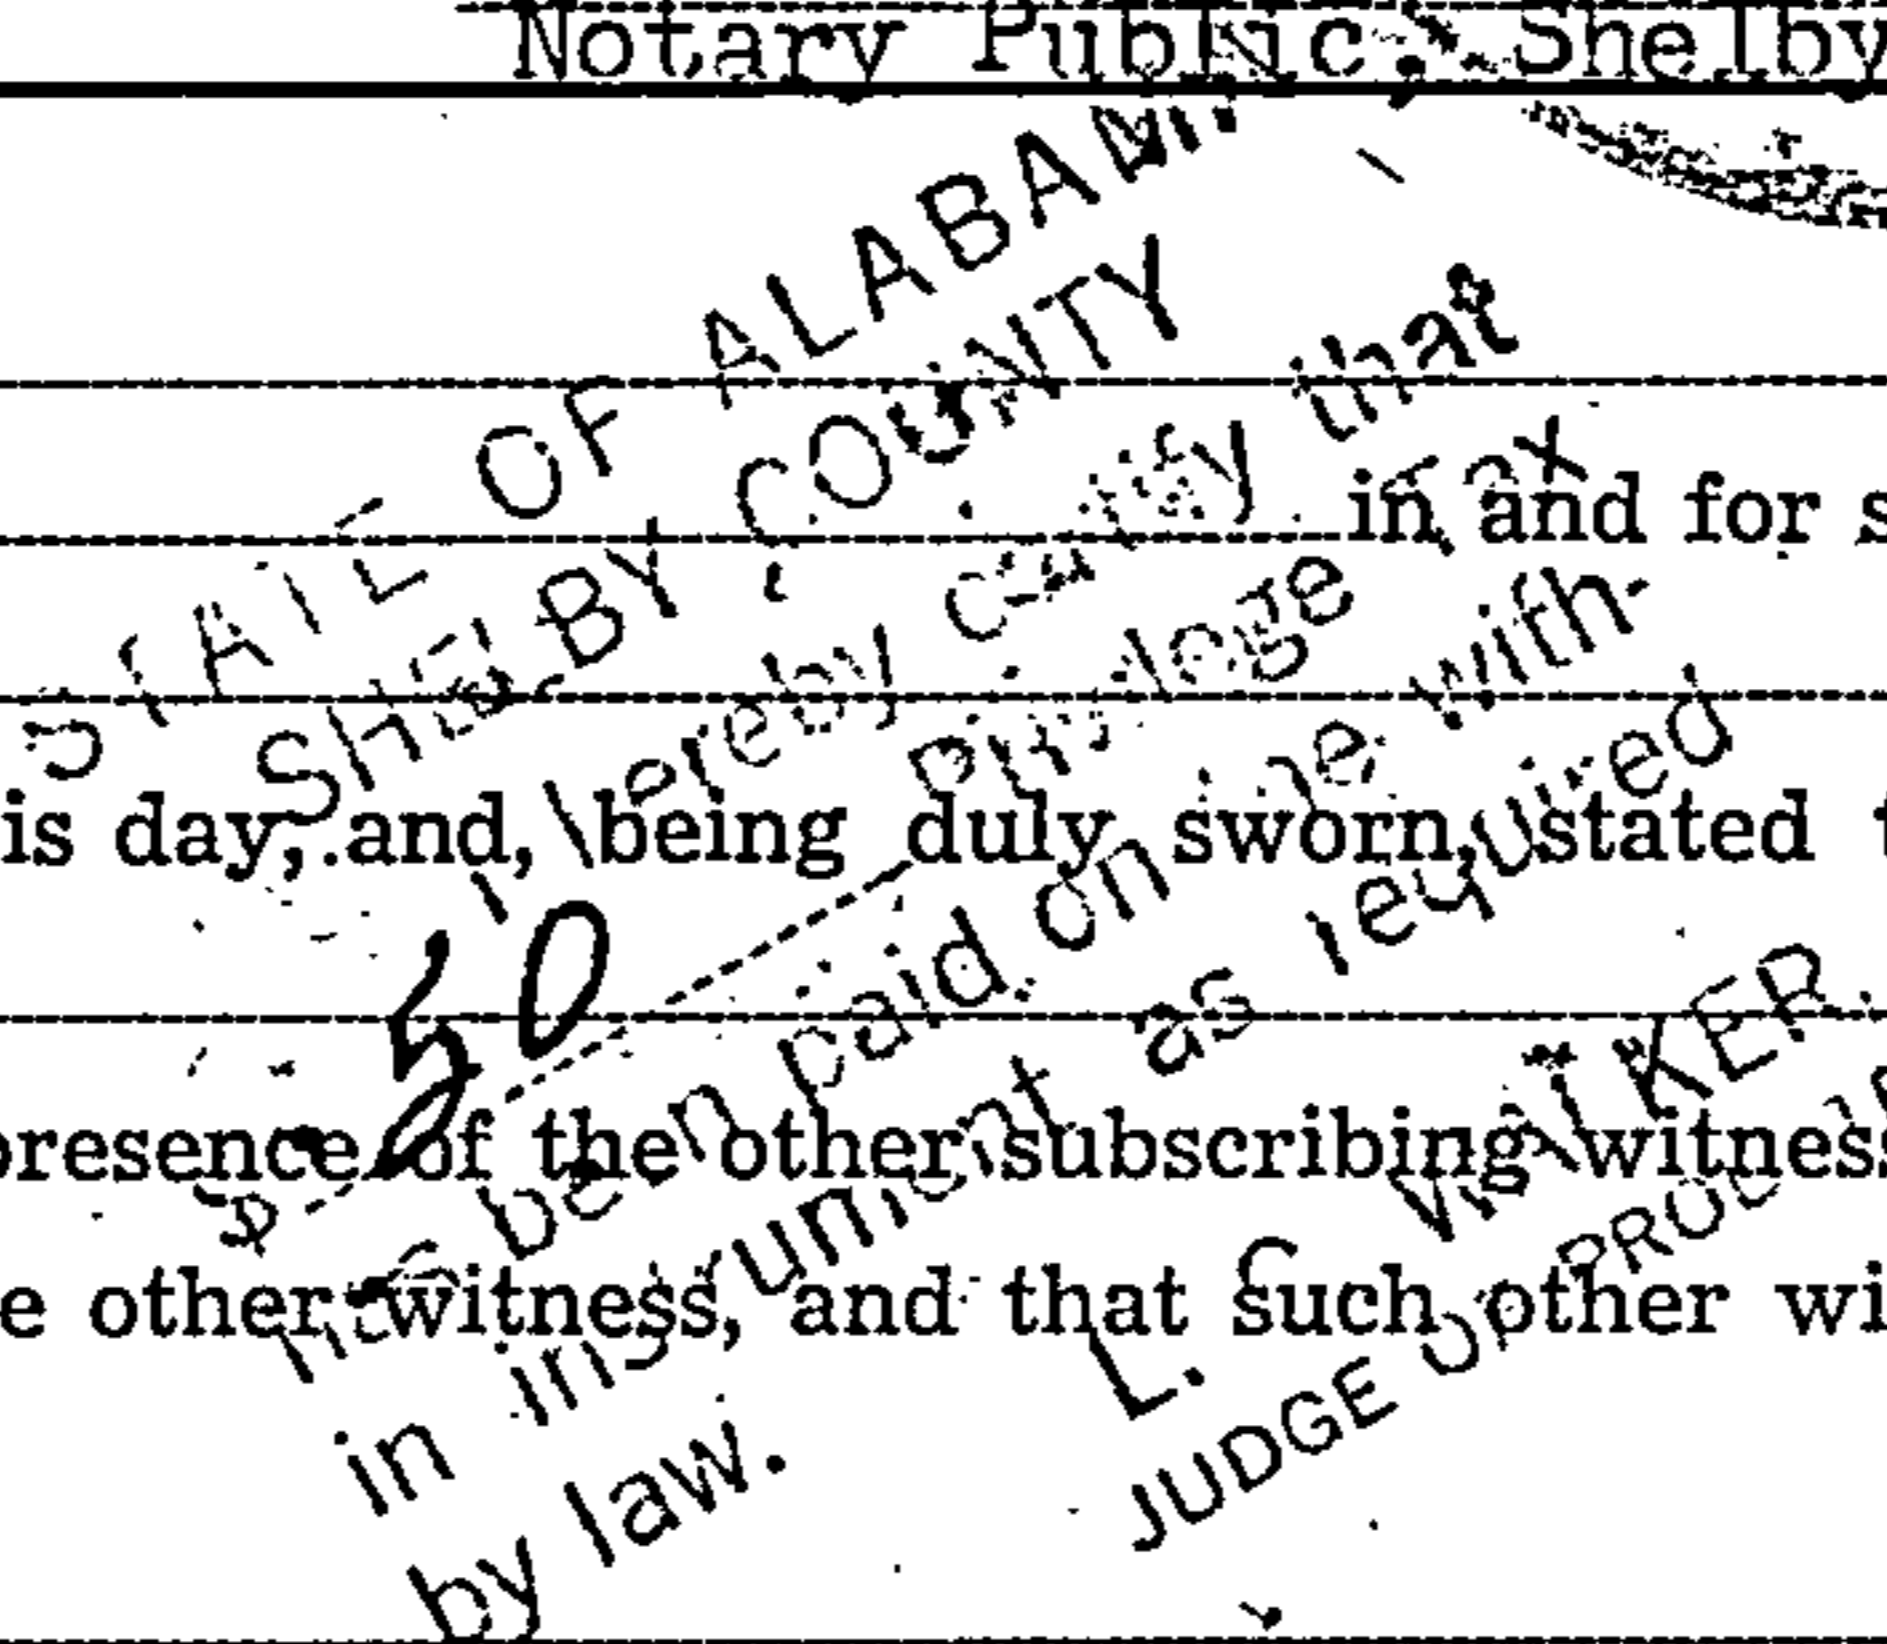 Notary Public, Shelby
in and for s
is day, and, being duly sworn, stated t
presence of the other subscribing witness
e other witness, and that such other wi
STATE OF ALABAMA
SHELBY COUNTY
I hereby certify that
Privilege Tax
50
$
has been paid on the with-
in instrument as required
by law.
L. C. WALKER
JUDGE OF PROB